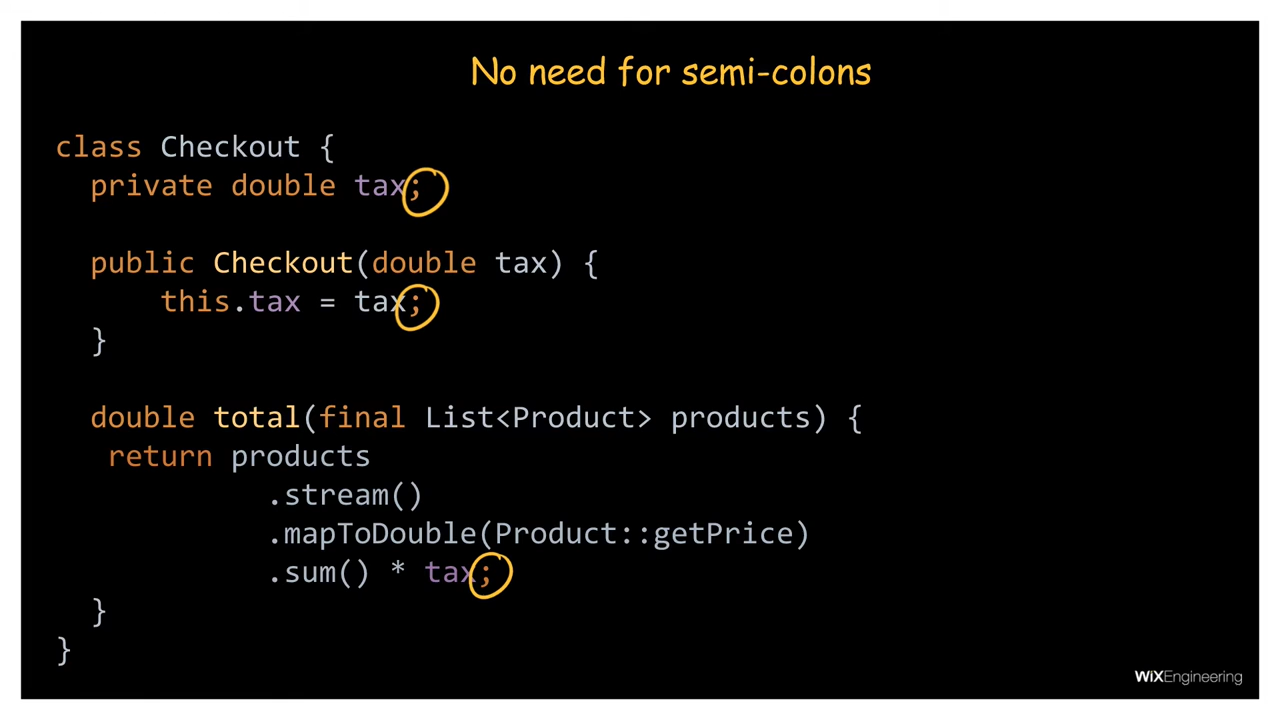 No need for semi-colons
class Checkout {
private double tax;
public Checkout(double tax) {
this.tax = tax;
}
double total(final List<Product> products) {
return products
.stream()
.mapToDouble(Product::getPrice)
.sum() * tax;
}
}
WiXEngineering